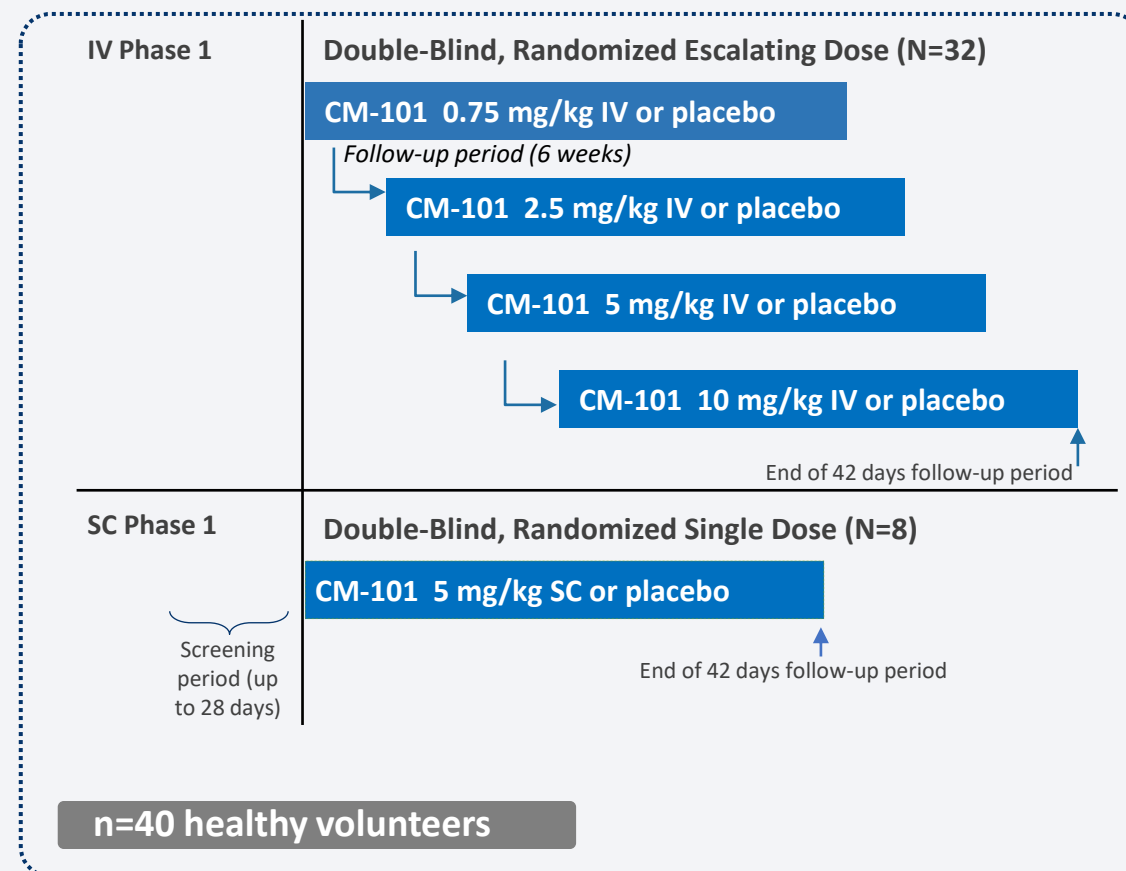 IV Phase 1
Double-Blind, Randomized Escalating Dose (N=32)
CM-101 0.75 mg/kg IV or placebo
Follow-up period (6 weeks)
CM-101 2.5 mg/kg IV or placebo
CM-101 5 mg/kg IV or placebo
CM-101 10 mg/kg IV or placebo
End of 42 days follow-up period
SC Phase 1
Double-Blind, Randomized Single Dose (N=8)
CM-101 5 mg/kg SC or placebo
Screening
period (up
to 28 days)
End of 42 days follow-up period
n=40 healthy volunteers